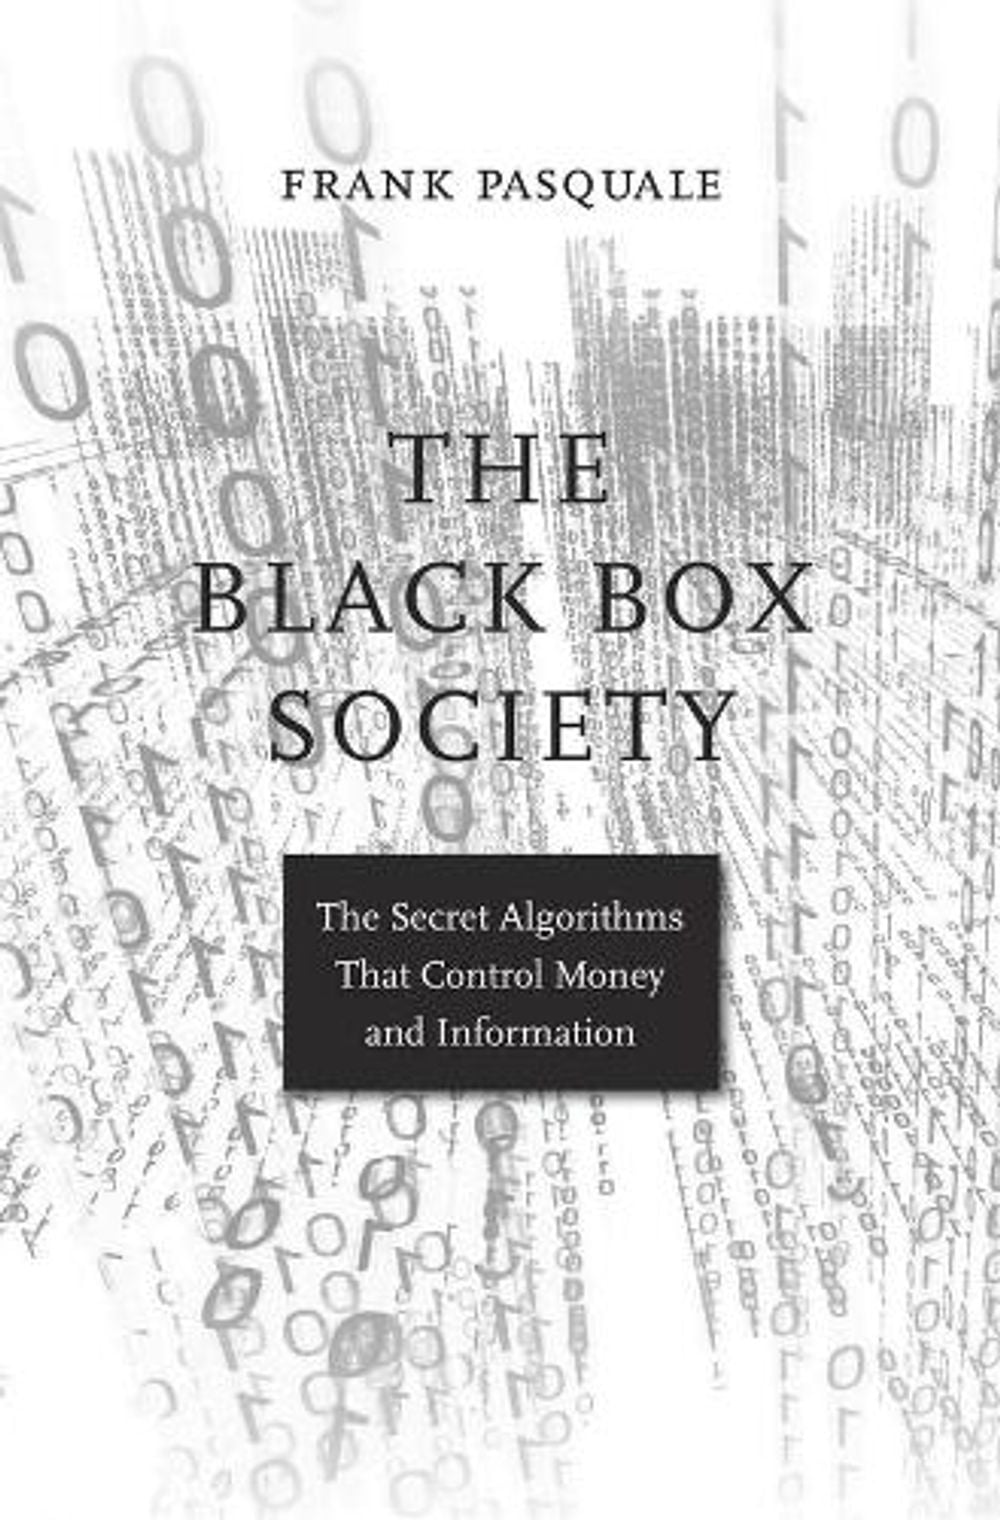 FRANK PASQUALE
THE
BLACK BOX
SOCIETY
The Secret Algorithms
That Control Money
and Information